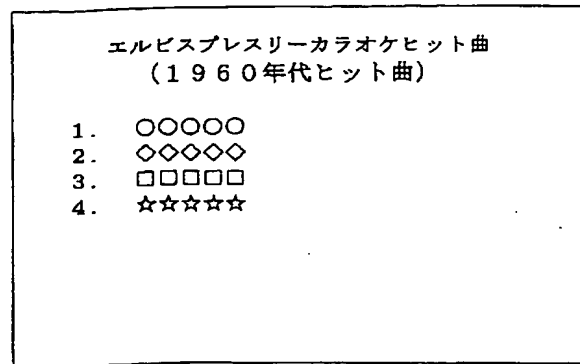 エルビスプレスリーカラオケヒット曲
(1960年代ヒット曲)
1. ○○○○○
2. ◇◇◇◇◇
3. □□□□□
4. ☆☆☆☆☆